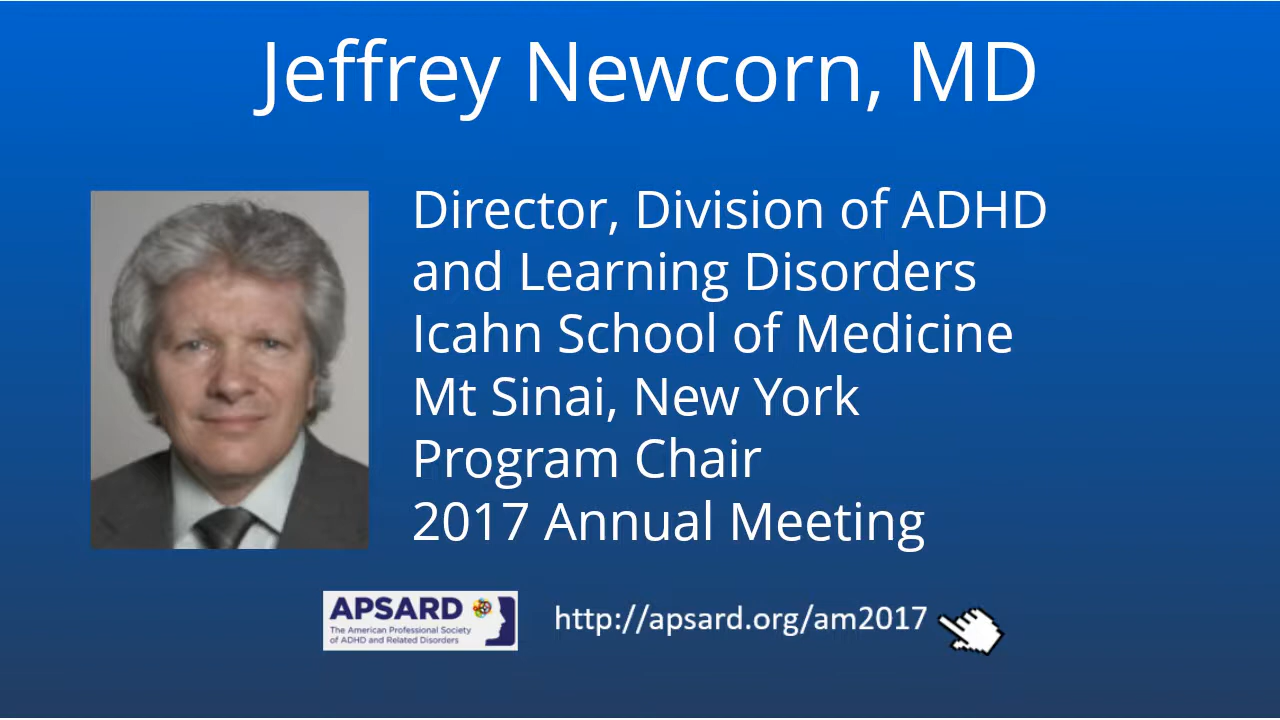 Jeffrey Newcorn, MD
Director, Division of ADHD
and Learning Disorders
Icahn School of Medicine
Mt Sinai, New York
Program Chair
2017 Annual Meeting
APSARD
The American Professional Society
of ADHD and Related Disorders
http://apsard.org/am2017